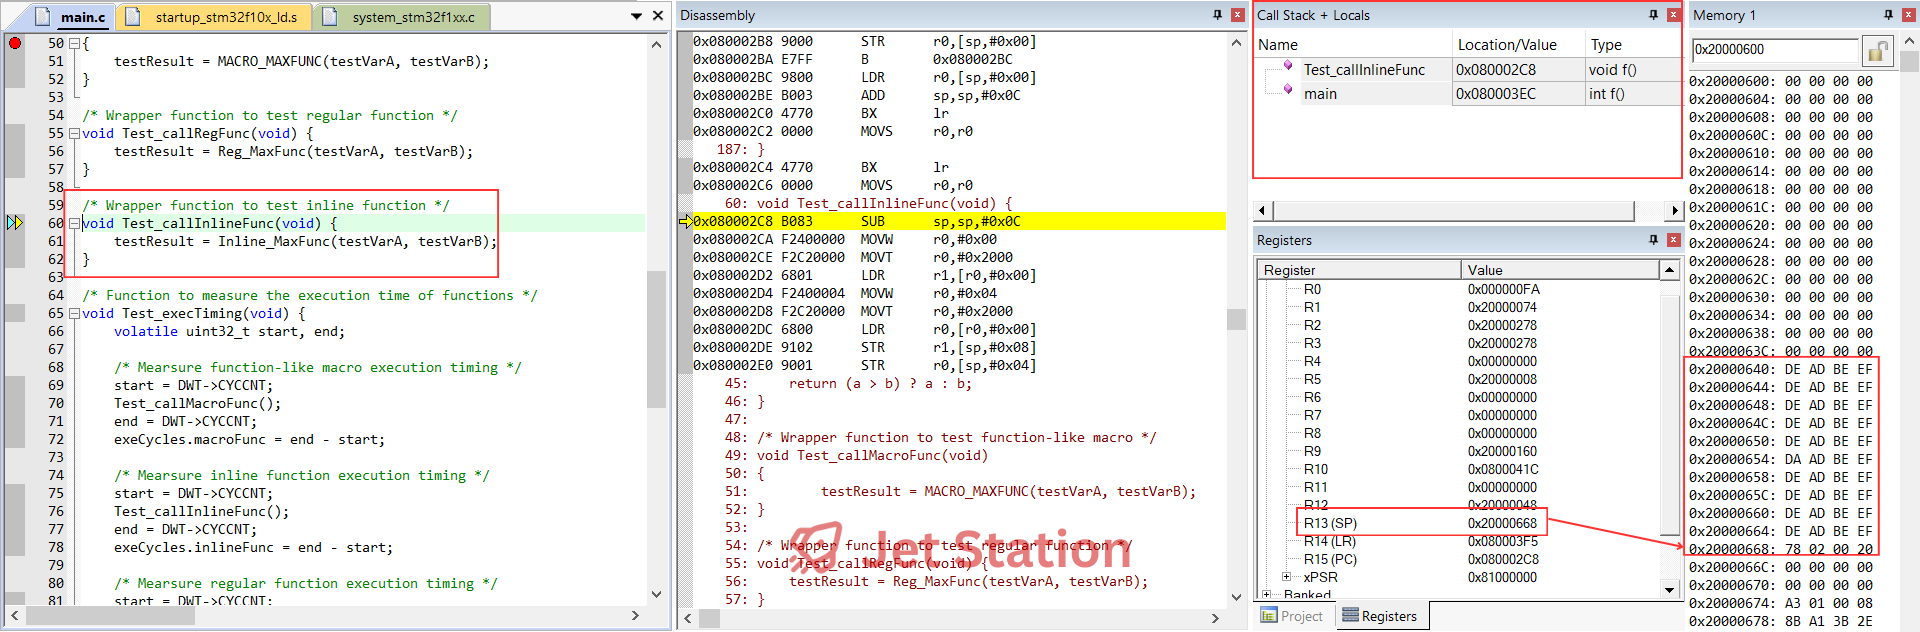 main.c
startup_stm32f10x_ld.s
system_stm32f1xx.c
50 {
51     testResult = MACRO_MAXFUNC(testVarA, testVarB);
52 }
53
54 /* Wrapper function to test regular function */
55 void Test_callRegFunc(void) {
56     testResult = Reg_MaxFunc(testVarA, testVarB);
57 }
58
59 /* Wrapper function to test inline function */
60 void Test_callInlineFunc(void) {
61     testResult = Inline_MaxFunc(testVarA, testVarB);
62 }
63
64 /* Function to measure the execution time of functions */
65 void Test_execTiming(void) {
66     volatile uint32_t start, end;
67
68     /* Mearsure function-like macro execution timing */
69     start = DWT->CYCCNT;
70     Test_callMacroFunc();
71     end = DWT->CYCCNT;
72     exeCycles.macroFunc = end - start;
73
74     /* Mearsure inline function execution timing */
75     start = DWT->CYCCNT;
76     Test_callInlineFunc();
77     end = DWT->CYCCNT;
78     exeCycles.inlineFunc = end - start;
79
80     /* Mearsure regular function execution timing */
81     start = DWT->CYCCNT;
Disassembly
0x080002B8 9000      STR      r0,[sp,#0x00]
0x080002BA E7FF      B        0x080002BC
0x080002BC 9800      LDR      r0,[sp,#0x00]
0x080002BE B003      ADD      sp,sp,#0x0C
0x080002C0 4770      BX       lr
0x080002C2 0000      MOVS     r0,r0
187: }
0x080002C4 4770      BX       lr
0x080002C6 0000      MOVS     r0,r0
60: void Test_callInlineFunc(void) {
0x080002C8 B083      SUB      sp,sp,#0x0C
0x080002CA F2400000  MOVW     r0,#0x00
0x080002CE F2C20000  MOVT     r0,#0x2000
0x080002D2 6801      LDR      r1,[r0,#0x00]
0x080002D4 F2400004  MOVW     r0,#0x04
0x080002D8 F2C20000  MOVT     r0,#0x2000
0x080002DC 6800      LDR      r0,[r0,#0x00]
0x080002DE 9102      STR      r1,[sp,#0x08]
0x080002E0 9001      STR      r0,[sp,#0x04]
45:     return (a > b) ? a : b;
46: }
47:
48: /* Wrapper function to test function-like macro */
49: void Test_callMacroFunc(void)
50: {
51:         testResult = MACRO_MAXFUNC(testVarA, testVarB);
52: }
53:
54: /* Wrapper function to test regular function */
55: void Test_callRegFunc(void) {
56:     testResult = Reg_MaxFunc(testVarA, testVarB);
57: }
Jet Station
Call Stack + Locals
Name Location/Value Type
Test_callInlineFunc 0x080002C8 void f()
main 0x080003EC int f()
Registers
Register Value
R0 0x000000FA
R1 0x20000074
R2 0x20000278
R3 0x20000278
R4 0x00000000
R5 0x20000008
R6 0x00000000
R7 0x00000000
R8 0x00000000
R9 0x20000160
R10 0x0800041C
R11 0x00000000
R12 0x20000048
R13 (SP) 0x20000668
R14 (LR) 0x080003F5
R15 (PC) 0x080002C8
xPSR 0x81000000
Banked
Project
Registers
Memory 1
0x20000600
0x20000600: 00 00 00 00
0x20000604: 00 00 00 00
0x20000608: 00 00 00 00
0x2000060C: 00 00 00 00
0x20000610: 00 00 00 00
0x20000614: 00 00 00 00
0x20000618: 00 00 00 00
0x2000061C: 00 00 00 00
0x20000620: 00 00 00 00
0x20000624: 00 00 00 00
0x20000628: 00 00 00 00
0x2000062C: 00 00 00 00
0x20000630: 00 00 00 00
0x20000634: 00 00 00 00
0x20000638: 00 00 00 00
0x2000063C: 00 00 00 00
0x20000640: DE AD BE EF
0x20000644: DE AD BE EF
0x20000648: DE AD BE EF
0x2000064C: DE AD BE EF
0x20000650: DE AD BE EF
0x20000654: DA AD BE EF
0x20000658: DE AD BE EF
0x2000065C: DE AD BE EF
0x20000660: DE AD BE EF
0x20000664: DE AD BE EF
0x20000668: 78 02 00 20
0x2000066C: 00 00 00 00
0x20000670: 00 00 00 00
0x20000674: A3 01 00 08
0x20000678: 8B A1 3B 2E